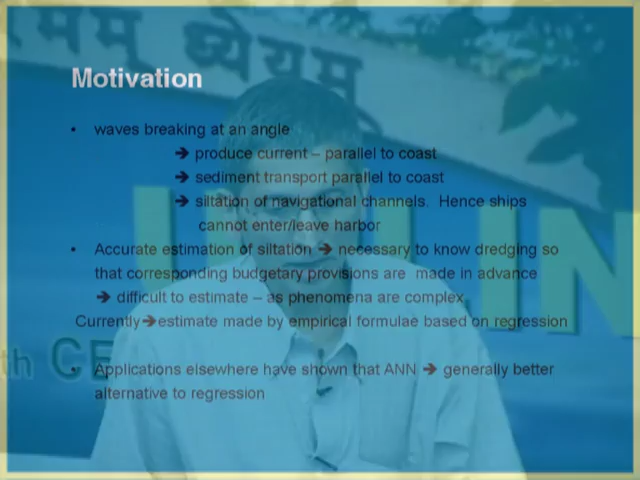 रमम् ध्येयम्
Motivation
• waves breaking at an angle
➔ produce current – parallel to coast
➔ sediment transport parallel to coast
➔ siltation of navigational channels. Hence ships
cannot enter/leave harbor
• Accurate estimation of siltation ➔ necessary to know dredging so
that corresponding budgetary provisions are made in advance
➔ difficult to estimate – as phenomena are complex
Currently➔estimate made by empirical formulae based on regression
• Applications elsewhere have shown that ANN ➔ generally better
alternative to regression